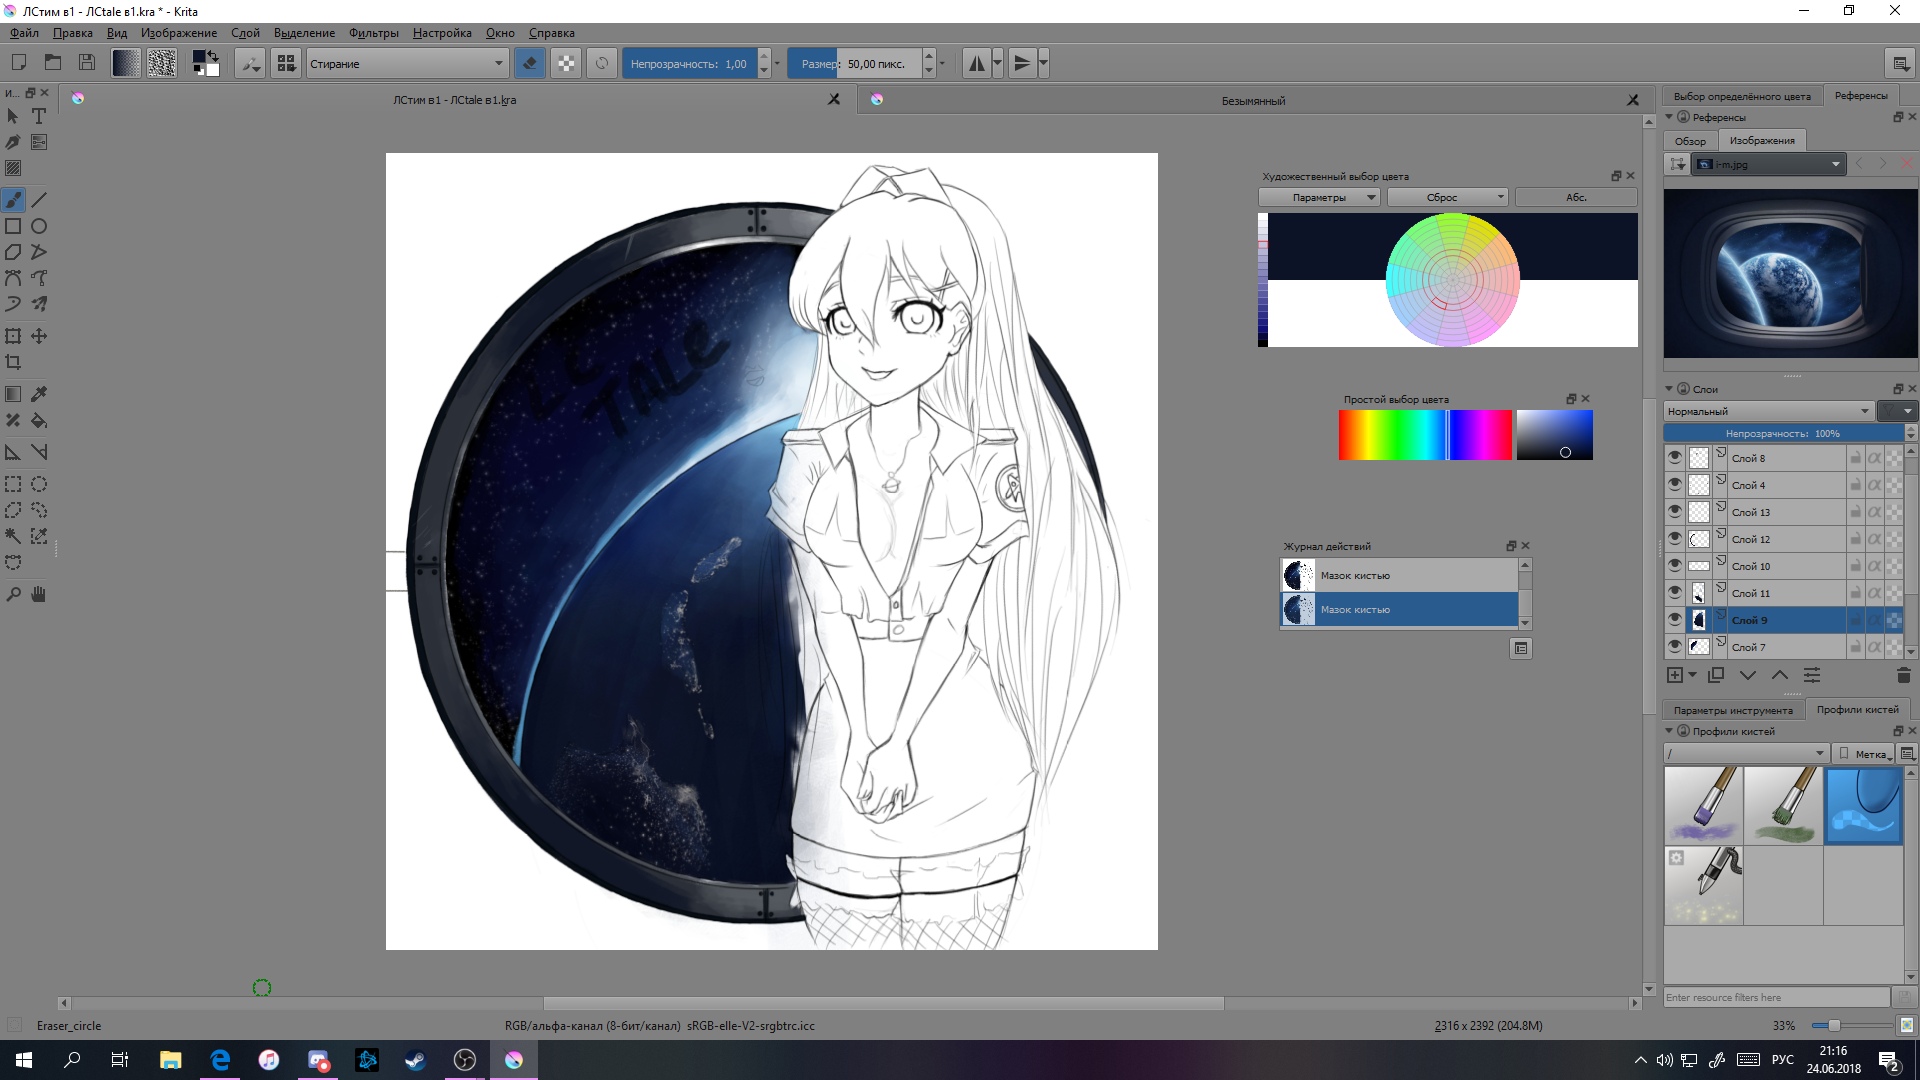 ЛСтим в1 - ЛСtale в1.kra * - Krita
Файл Правка Вид Изображение Слой Выделение Фильтры Настройка Окно Справка
Стирание
Непрозрачность: 1,00
Размер: 50,00 пикс.
И...
ЛСтим в1 - ЛСtale в1.kra
Безымянный
Выбор определённого цвета
Референсы
Референсы
Обзор
Изображения
i-m.jpg
Художественный выбор цвета
Параметры
Сброс
Абс.
Простой выбор цвета
Журнал действий
Мазок кистью
Мазок кистью
LC
TALE
Слои
Нормальный
Непрозрачность: 100%
Слой 8
Слой 4
Слой 13
Слой 12
Слой 10
Слой 11
Слой 9
Слой 7
Параметры инструмента
Профили кистей
Профили кистей
/
Метка
Enter resource filters here
Eraser_circle
RGB/альфа-канал (8-бит/канал) sRGB-elle-V2-srgbtrc.icc
2316 x 2392 (204.8M)
33%
РУС
21:16
24.06.2018
2